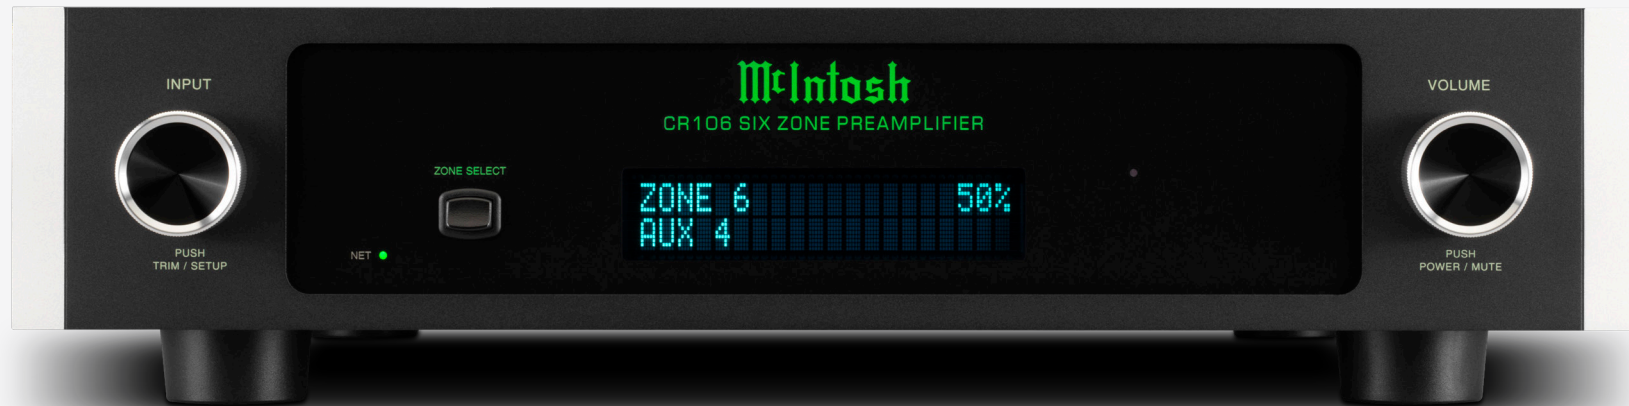 McIntosh
CR106 SIX ZONE PREAMPLIFIER
INPUT
VOLUME
ZONE SELECT
ZONE 6 50%
AUX 4
NET
PUSH
TRIM / SETUP
PUSH
POWER / MUTE